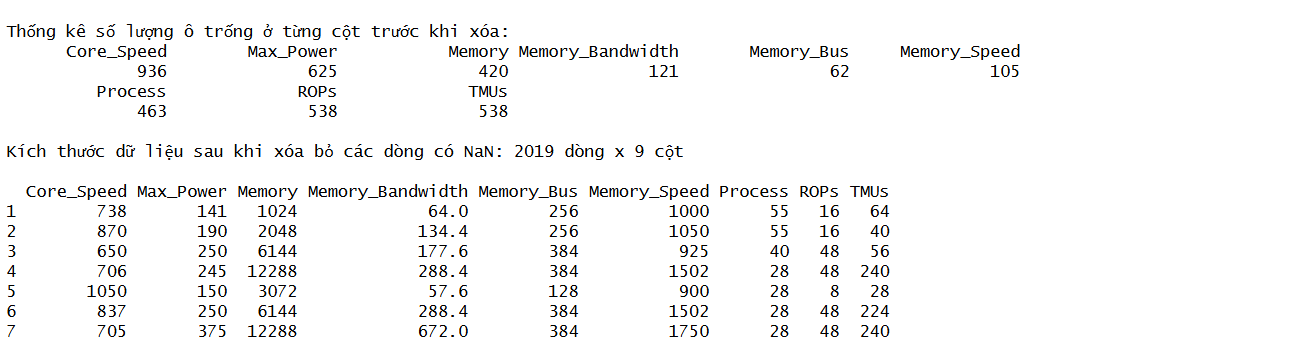 Thống kê số lượng ô trống ở từng cột trước khi xóa:
Core_Speed Max_Power Memory Memory_Bandwidth Memory_Bus Memory_Speed
936 625 420 121 62 105
Process ROPs TMUs
463 538 538
Kích thước dữ liệu sau khi xóa bỏ các dòng có NaN: 2019 dòng x 9 cột
Core_Speed Max_Power Memory Memory_Bandwidth Memory_Bus Memory_Speed Process ROPs TMUs
1 738 141 1024 64.0 256 1000 55 16 64
2 870 190 2048 134.4 256 1050 55 16 40
3 650 250 6144 177.6 384 925 40 48 56
4 706 245 12288 288.4 384 1502 28 48 240
5 1050 150 3072 57.6 128 900 28 8 28
6 837 250 6144 288.4 384 1502 28 48 224
7 705 375 12288 672.0 384 1750 28 48 240